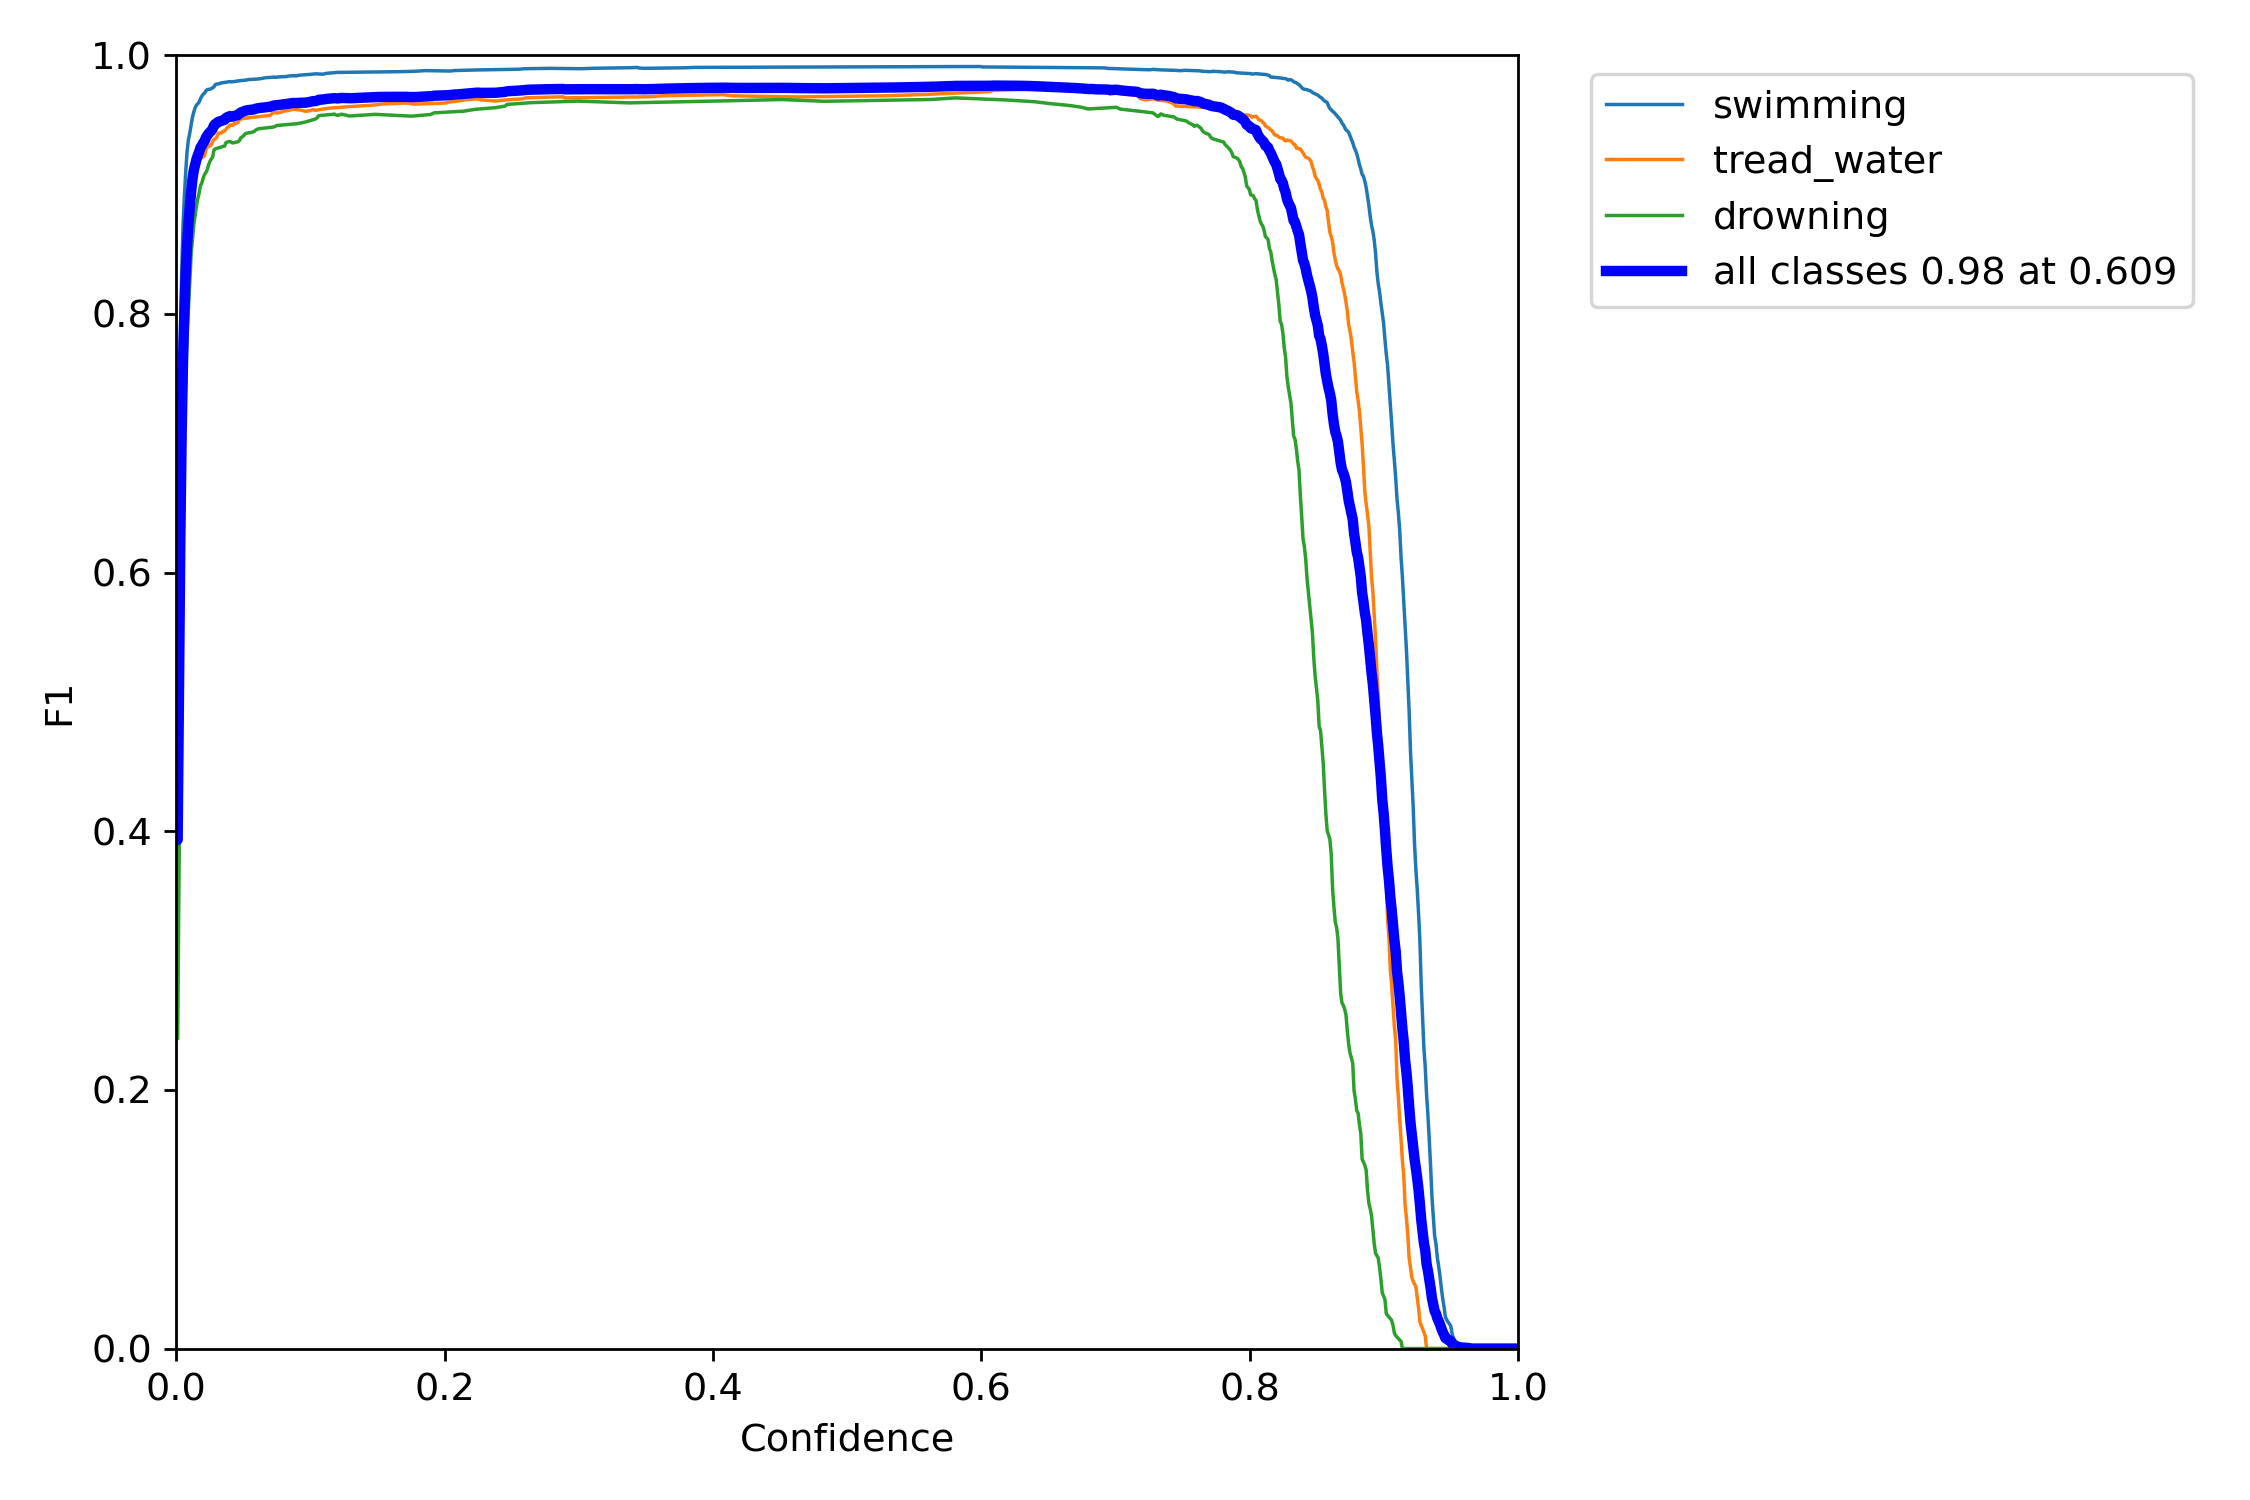 1.0
0.8
0.6
0.4
0.2
0.0
F1
0.0 0.2 0.4 0.6 0.8 1.0
Confidence
swimming
tread_water
drowning
all classes 0.98 at 0.609